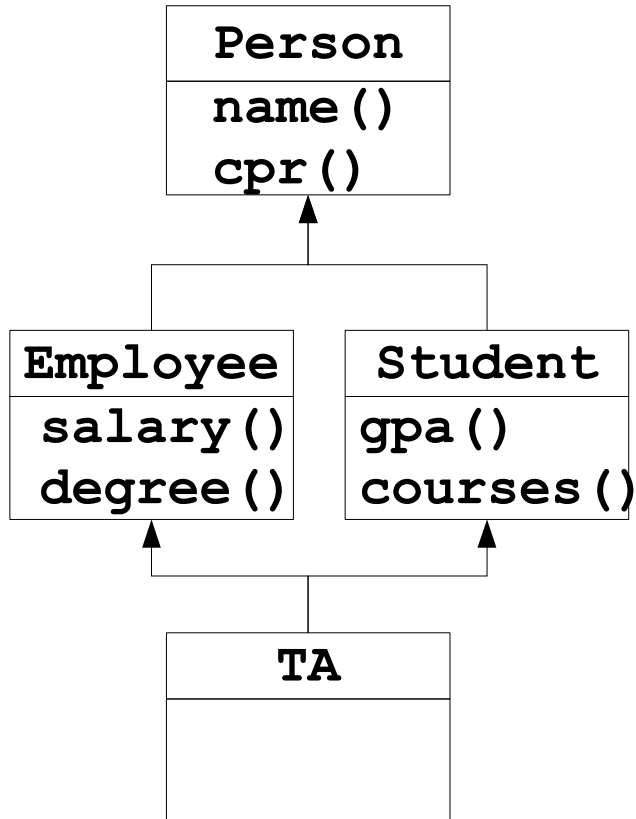 Person
name()
cpr()
Employee
salary()
degree()
Student
gpa()
courses()
TA